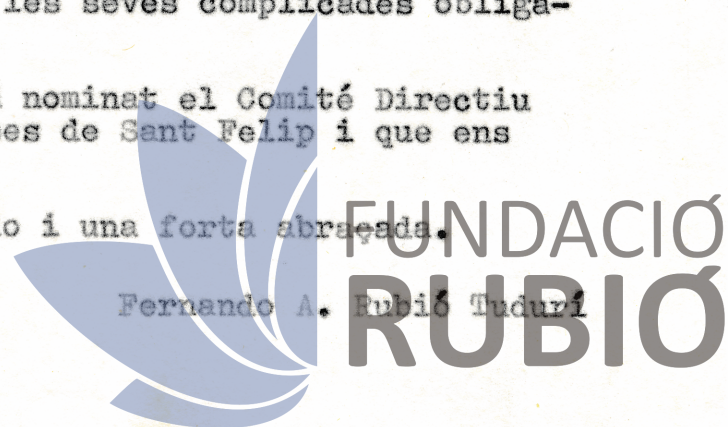 les seves complicades obliga-
nominat el Comité Directiu
es de Sant Felip i que ens
o i una forta abraçada.
Fernando A. Rubió Tudurí
FUNDACIÓ
RUBIÓ